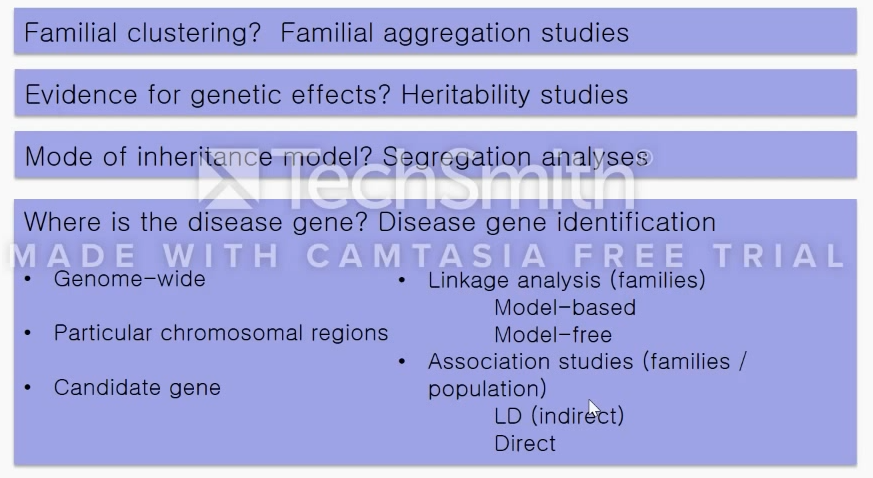 Familial clustering?  Familial aggregation studies
Evidence for genetic effects? Heritability studies
Mode of inheritance model? Segregation analyses
TechSmith®
Where is the disease gene? Disease gene identification
MADE WITH CAMTASIA FREE TRIAL
• Genome-wide
• Particular chromosomal regions
• Candidate gene
• Linkage analysis (families)
Model-based
Model-free
• Association studies (families /
population)
LD (indirect)
Direct